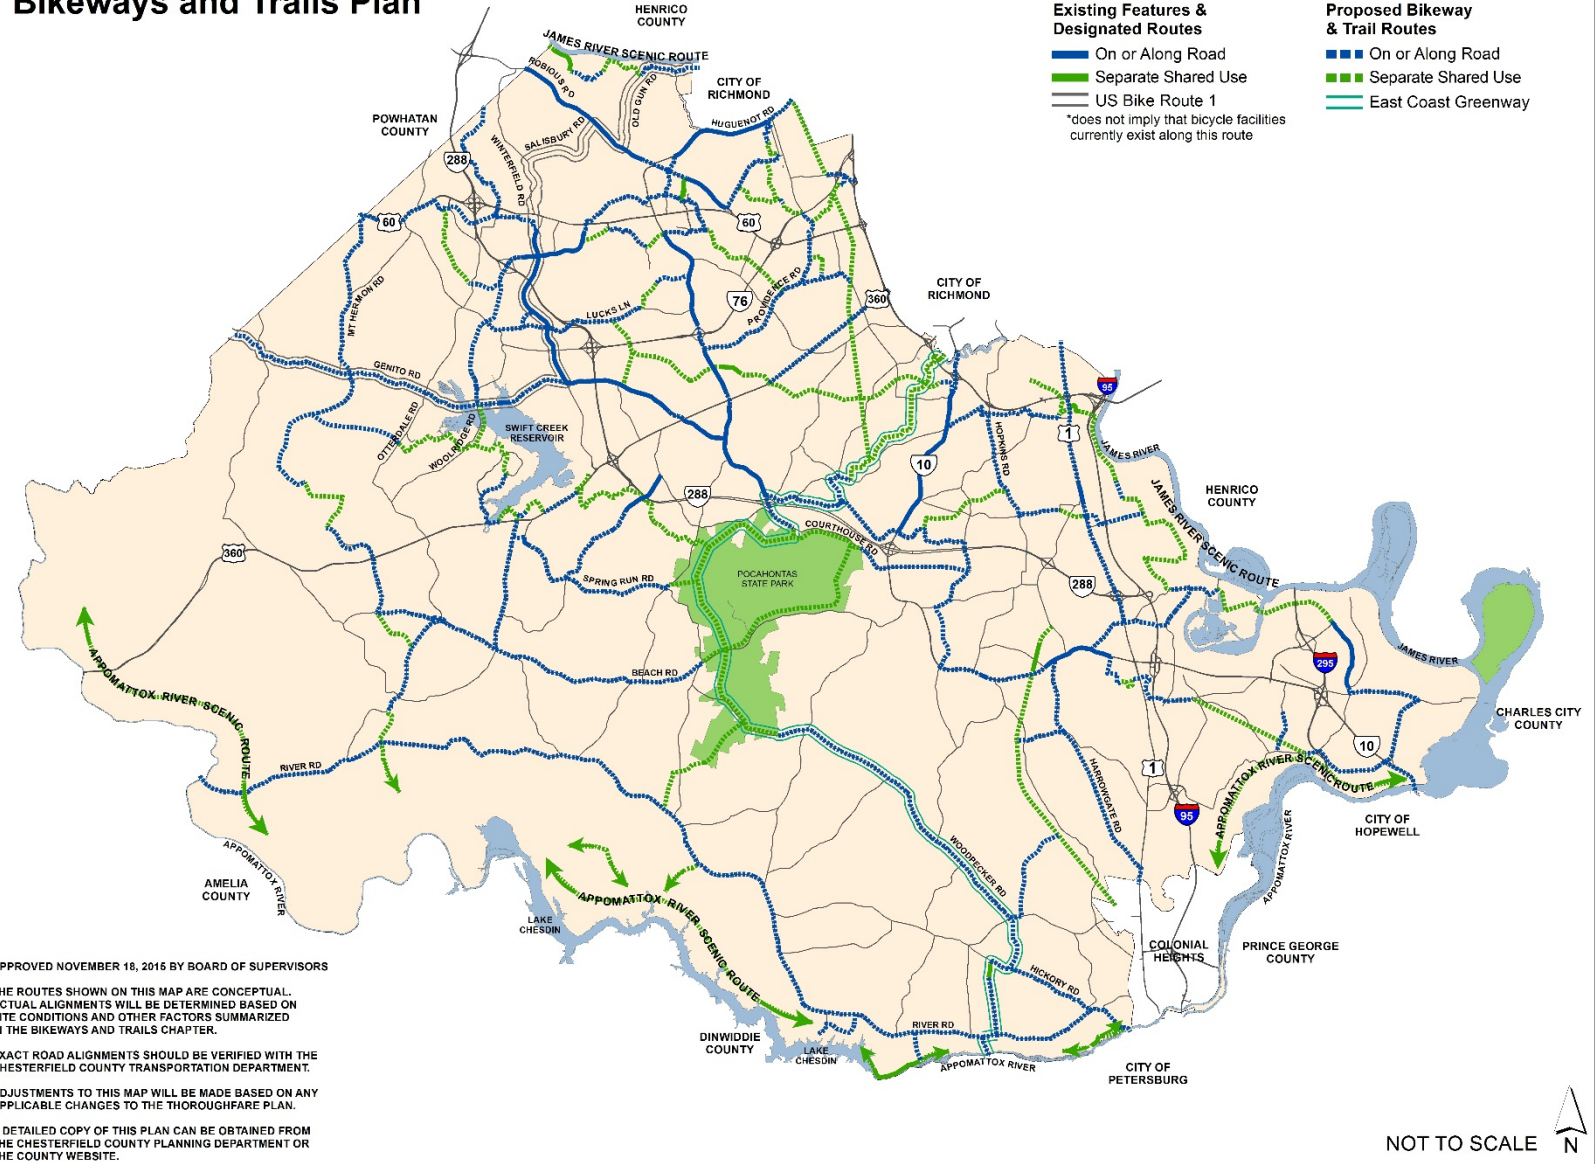 Bikeways and Trails Plan
Existing Features &
Designated Routes
On or Along Road
Separate Shared Use
US Bike Route 1
*does not imply that bicycle facilities
currently exist along this route
Proposed Bikeway
& Trail Routes
On or Along Road
Separate Shared Use
East Coast Greenway
HENRICO
COUNTY
JAMES RIVER SCENIC ROUTE
ROBIOUS RD
OLD GUN RD
CITY OF
RICHMOND
HUGUENOT RD
POWHATAN
COUNTY
SALISBURY RD
WINTERFIELD RD
288
60
60
MT HERMON RD
76
PROVIDENCE RD
360
CITY OF
RICHMOND
LUCKS LN
GENITO RD
95
OTTERDALE RD
WOOLRIDGE RD
SWIFT CREEK
RESERVOIR
HOPKINS RD
1
JAMES RIVER
10
288
HENRICO
COUNTY
JAMES RIVER SCENIC ROUTE
COURTHOUSE RD
360
POCAHONTAS
STATE PARK
SPRING RUN RD
288
BEACH RD
295
JAMES RIVER
APPOMATTOX RIVER SCENIC ROUTE
CHARLES CITY
COUNTY
RIVER RD
10
1
HARROWGATE RD
APPOMATTOX RIVER SCENIC ROUTE
95
CITY OF
HOPEWELL
APPOMATTOX RIVER
AMELIA
COUNTY
APPOMATTOX RIVER
WOODPECKER RD
APPOMATTOX RIVER SCENIC ROUTE
LAKE
CHESDIN
COLONIAL
HEIGHTS
PRINCE GEORGE
COUNTY
HICKORY RD
RIVER RD
DINWIDDIE
COUNTY
LAKE
CHESDIN
APPOMATTOX RIVER
CITY OF
PETERSBURG
PPROVED NOVEMBER 18, 2015 BY BOARD OF SUPERVISORS
HE ROUTES SHOWN ON THIS MAP ARE CONCEPTUAL.
CTUAL ALIGNMENTS WILL BE DETERMINED BASED ON
ITE CONDITIONS AND OTHER FACTORS SUMMARIZED
N THE BIKEWAYS AND TRAILS CHAPTER.
XACT ROAD ALIGNMENTS SHOULD BE VERIFIED WITH THE
HESTERFIELD COUNTY TRANSPORTATION DEPARTMENT.
DJUSTMENTS TO THIS MAP WILL BE MADE BASED ON ANY
PPLICABLE CHANGES TO THE THOROUGHFARE PLAN.
DETAILED COPY OF THIS PLAN CAN BE OBTAINED FROM
HE CHESTERFIELD COUNTY PLANNING DEPARTMENT OR
HE COUNTY WEBSITE.
NOT TO SCALE
N